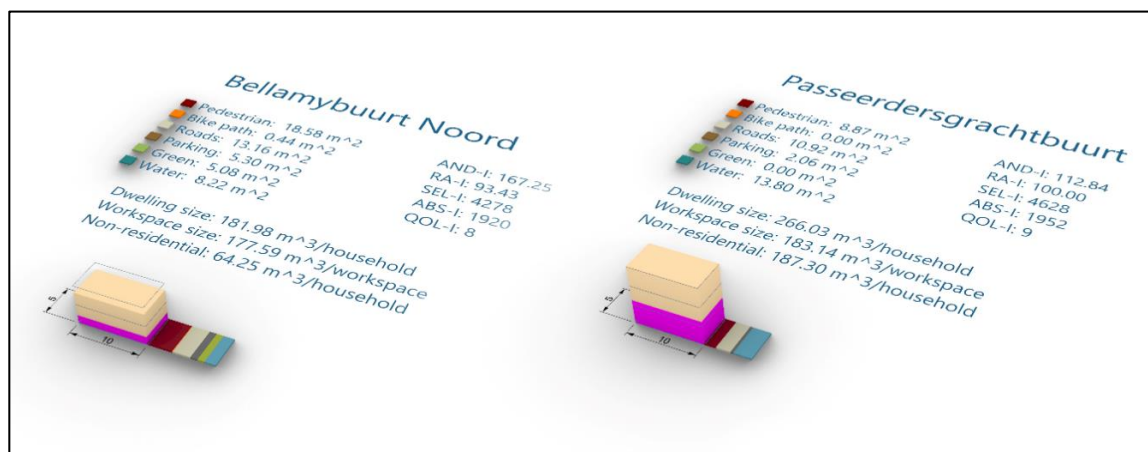 Bellamybuurt Noord
Pedestrian: 18.58 m^2
Bike path: 0.44 m^2
Roads: 13.16 m^2
Parking: 5.30 m^2
Green: 5.08 m^2
Water: 8.22 m^2
AND-I: 167.25
RA-I: 93.43
SEL-I: 4278
ABS-I: 1920
QOL-I: 8
Dwelling size: 181.98 m^3/household
Workspace size: 177.59 m^3/workspace
Non-residential: 64.25 m^3/household
5
10
Passeerdersgrachtbuurt
Pedestrian: 8.87 m^2
Bike path: 0.00 m^2
Roads: 10.92 m^2
Parking: 2.06 m^2
Green: 0.00 m^2
Water: 13.80 m^2
AND-I: 112.84
RA-I: 100.00
SEL-I: 4628
ABS-I: 1952
QOL-I: 9
Dwelling size: 266.03 m^3/household
Workspace size: 183.14 m^3/workspace
Non-residential: 187.30 m^3/household
5
10